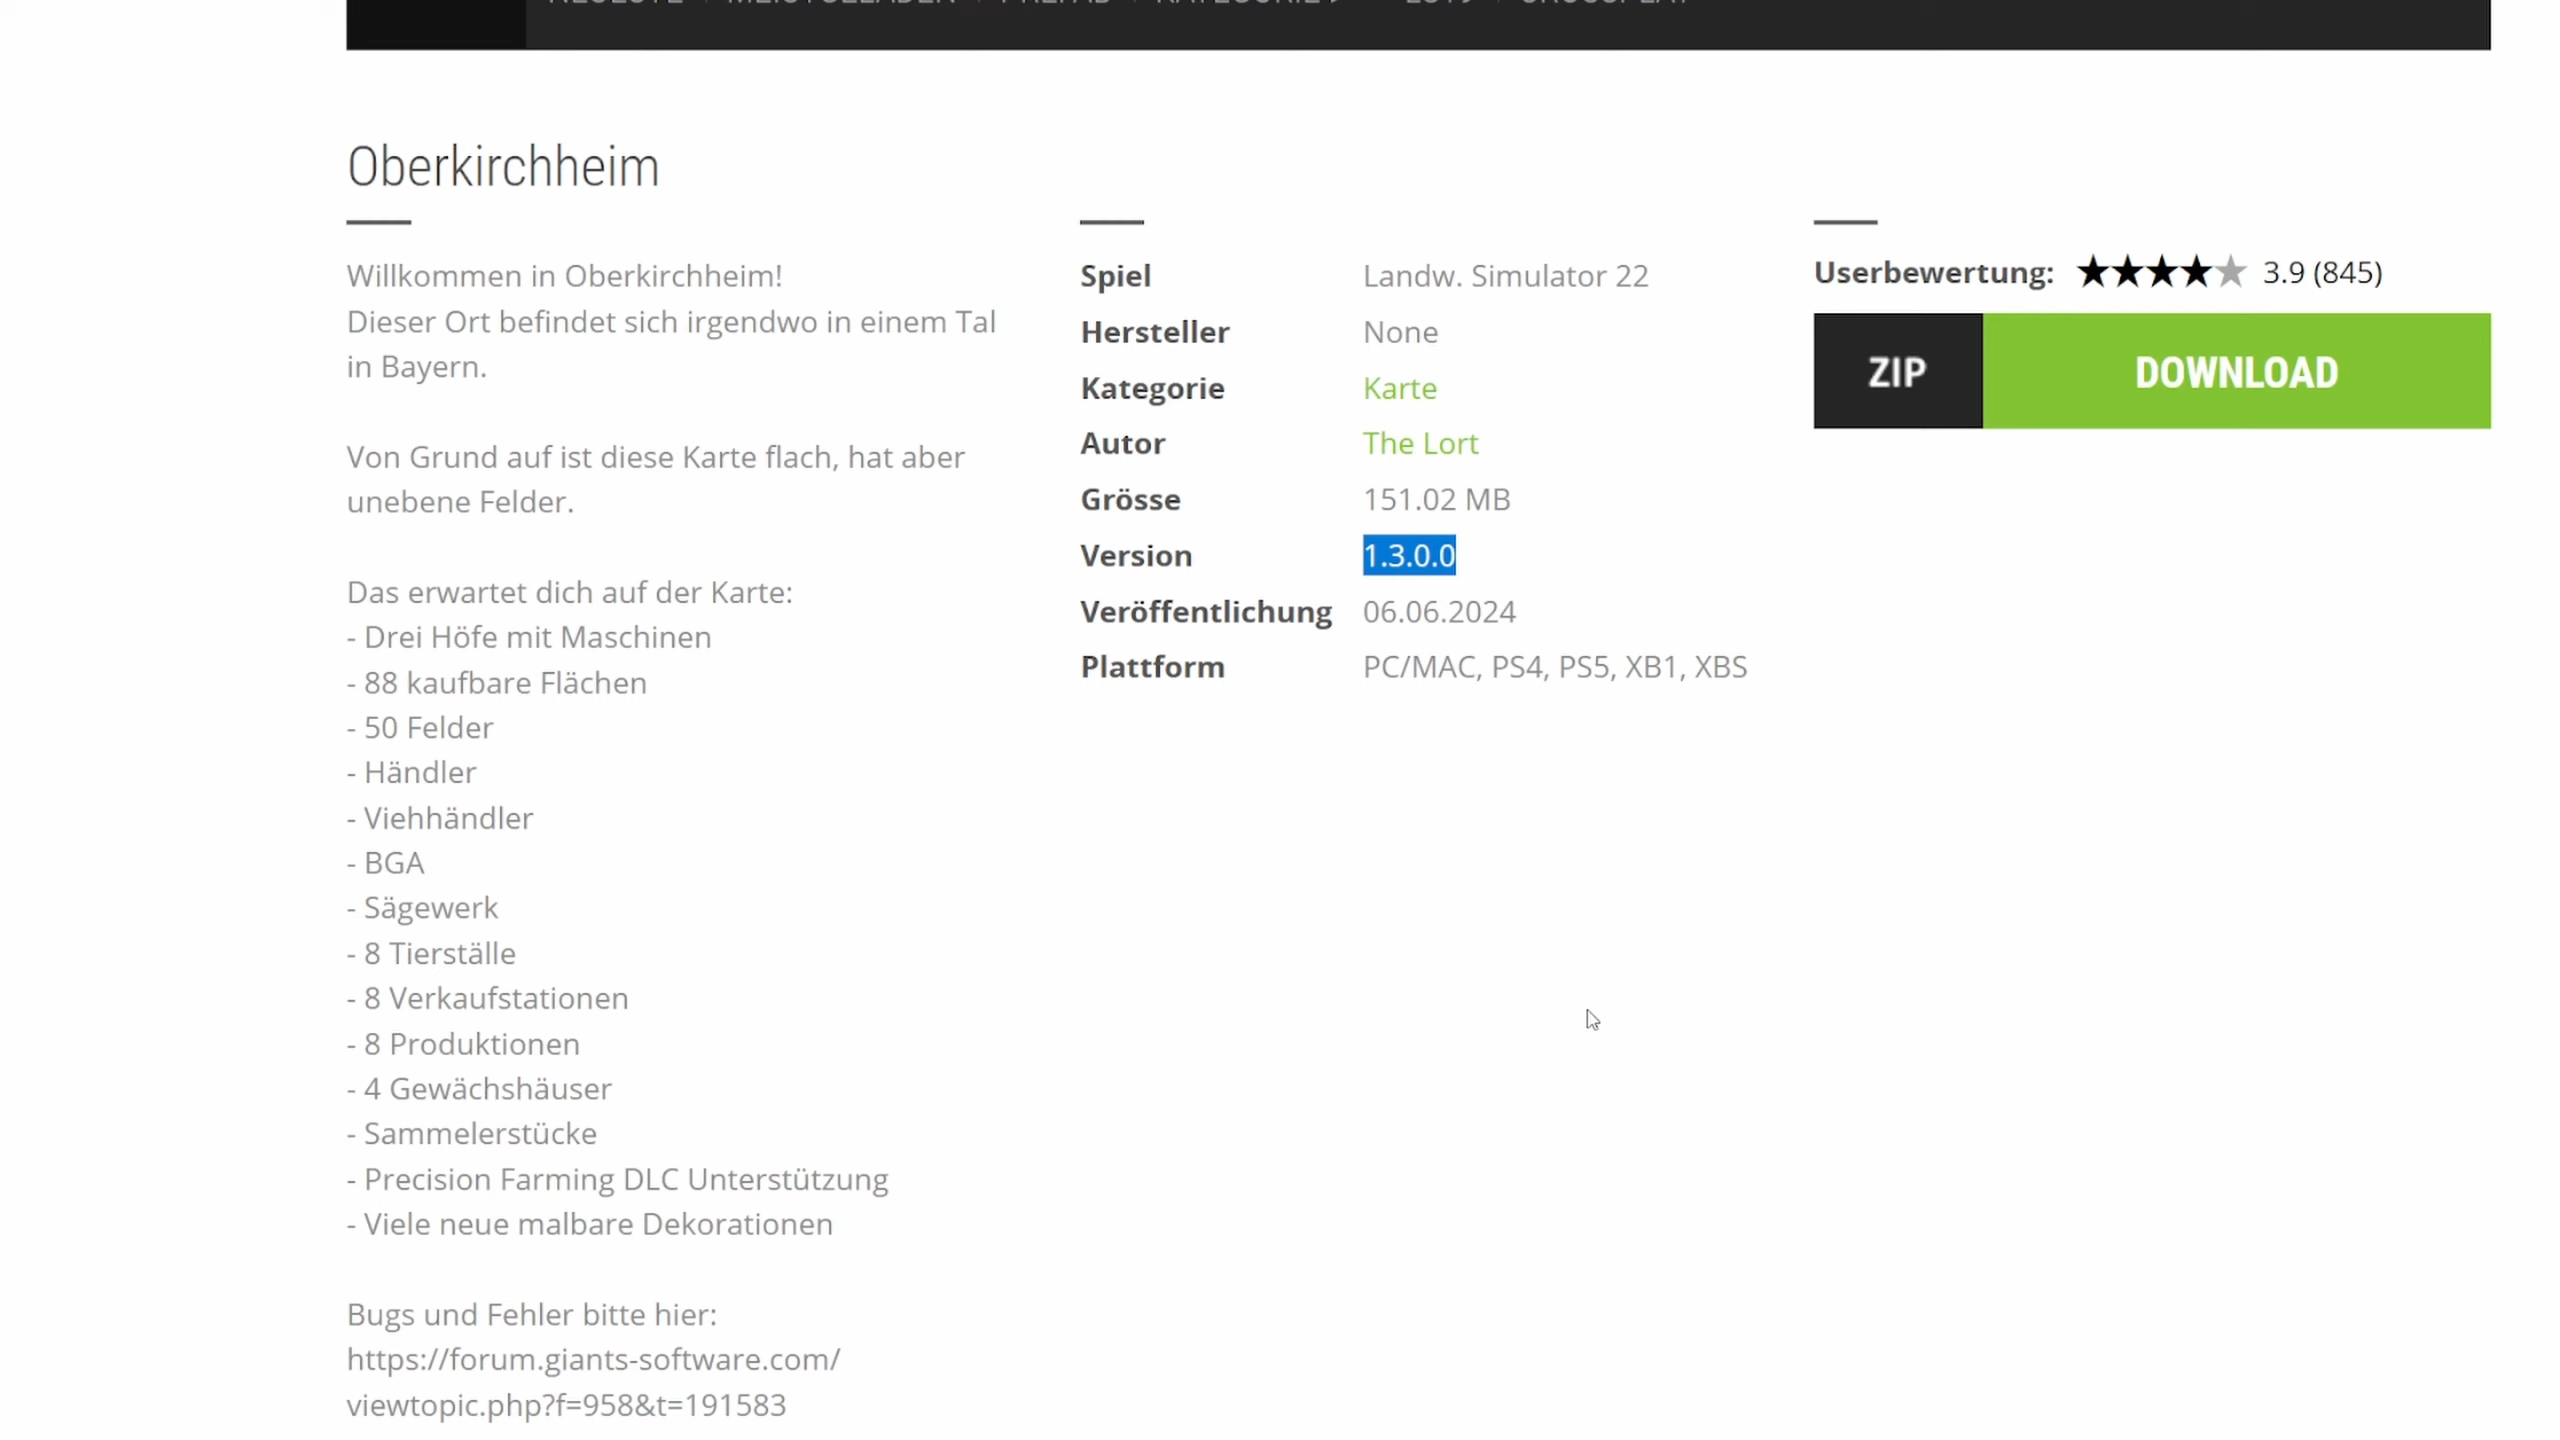 Oberkirchheim
Willkommen in Oberkirchheim!
Dieser Ort befindet sich irgendwo in einem Tal
in Bayern.
Von Grund auf ist diese Karte flach, hat aber
unebene Felder.
Das erwartet dich auf der Karte:
- Drei Höfe mit Maschinen
- 88 kaufbare Flächen
- 50 Felder
- Händler
- Viehhändler
- BGA
- Sägewerk
- 8 Tierställe
- 8 Verkaufstationen
- 8 Produktionen
- 4 Gewächshäuser
- Sammelerstücke
- Precision Farming DLC Unterstützung
- Viele neue malbare Dekorationen
Bugs und Fehler bitte hier:
https://forum.giants-software.com/
viewtopic.php?f=958&t=191583
Spiel Landw. Simulator 22
Hersteller None
Kategorie Karte
Autor The Lort
Grösse 151.02 MB
Version 1.3.0.0
Veröffentlichung 06.06.2024
Plattform PC/MAC, PS4, PS5, XB1, XBS
Userbewertung: 3.9 (845)
ZIP DOWNLOAD